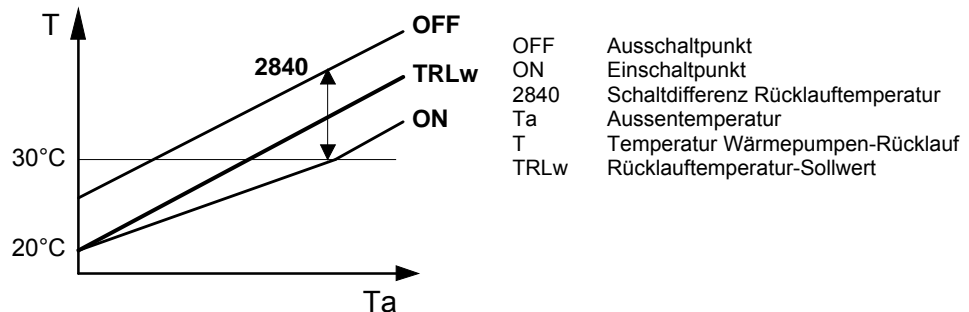 T
OFF
2840
TRLw
ON
30°C
20°C
Ta
OFF Ausschaltpunkt
ON Einschaltpunkt
2840 Schaltdifferenz Rücklauftemperatur
Ta Aussentemperatur
T Temperatur Wärmepumpen-Rücklauf
TRLw Rücklauftemperatur-Sollwert